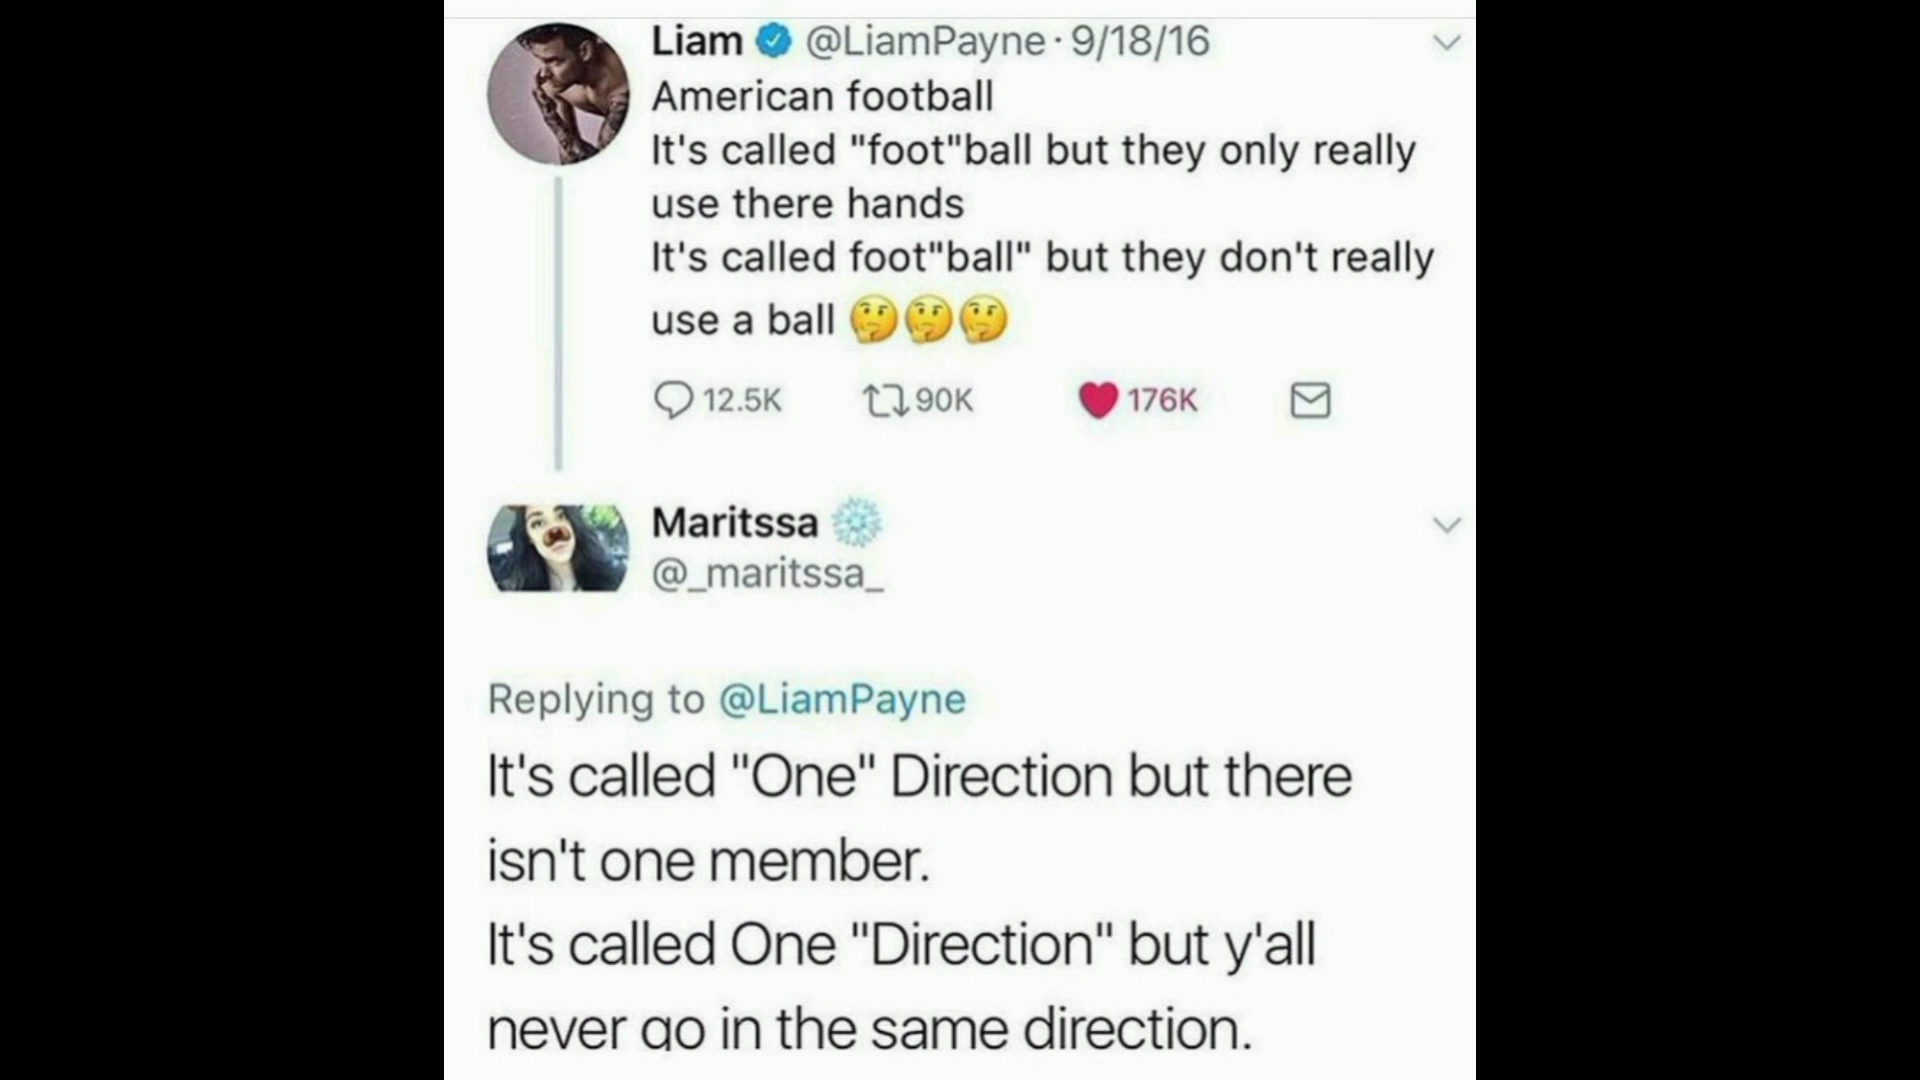 Liam @LiamPayne · 9/18/16
American football
It's called "foot"ball but they only really
use there hands
It's called foot"ball" but they don't really
use a ball 🤔🤔🤔
12.5K 90K 176K
Maritssa ❄️
@_maritssa_
Replying to @LiamPayne
It's called "One" Direction but there
isn't one member.
It's called One "Direction" but y'all
never go in the same direction.